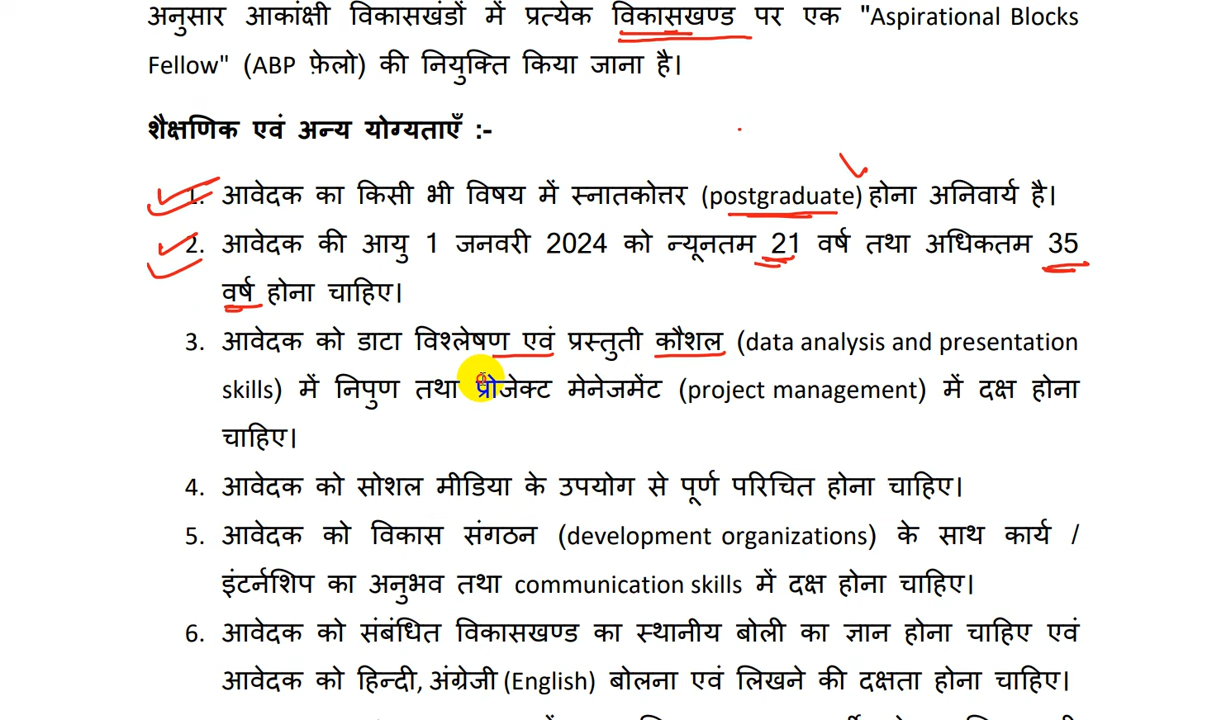 अनुसार आकांक्षी विकासखंडों में प्रत्येक विकासखण्ड पर एक "Aspirational Blocks
Fellow" (ABP फ़ेलो) की नियुक्ति किया जाना है।
शैक्षणिक एवं अन्य योग्यताएँ :-
1. आवेदक का किसी भी विषय में स्नातकोत्तर (postgraduate) होना अनिवार्य है।
2. आवेदक की आयु 1 जनवरी 2024 को न्यूनतम 21 वर्ष तथा अधिकतम 35
वर्ष होना चाहिए।
3. आवेदक को डाटा विश्लेषण एवं प्रस्तुती कौशल (data analysis and presentation
skills) में निपुण तथा प्रोजेक्ट मेनेजमेंट (project management) में दक्ष होना
चाहिए।
4. आवेदक को सोशल मीडिया के उपयोग से पूर्ण परिचित होना चाहिए।
5. आवेदक को विकास संगठन (development organizations) के साथ कार्य /
इंटर्नशिप का अनुभव तथा communication skills में दक्ष होना चाहिए।
6. आवेदक को संबंधित विकासखण्ड का स्थानीय बोली का ज्ञान होना चाहिए एवं
आवेदक को हिन्दी, अंग्रेजी (English) बोलना एवं लिखने की दक्षता होना चाहिए।